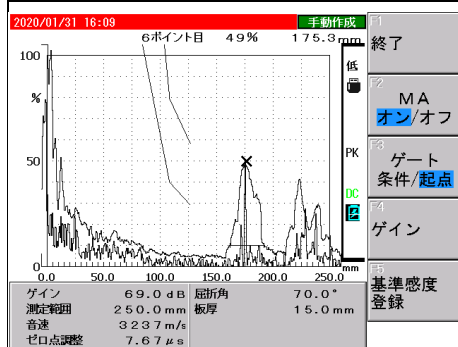 2020/01/31 16:09 手動作成
6ポイント目 49% 175.3mm
100
%
50
0
0.0 50.0 100.0 150.0 200.0 250.0
mm
低
PK
DC
F1
終了
F2
MA
オン/オフ
F3
ゲート
条件/起点
F4
ゲイン
F5
基準感度
登録
ゲイン 69.0dB 屈折角 70.0°
測定範囲 250.0mm 板厚 15.0mm
音速 3237m/s
ゼロ点調整 7.67μs